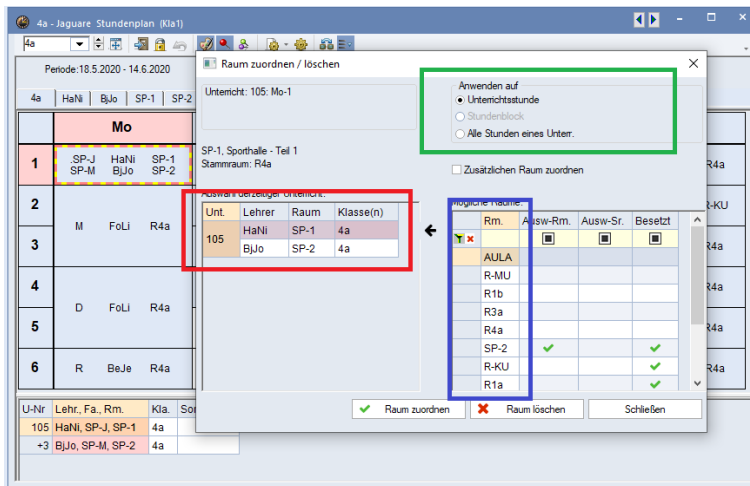 4a - Jaguare Stundenplan (Kla1)
4a
Periode:18.5.2020 - 14.6.2020
4a HaNi BjJo SP-1 SP-2
Mo
1 .SP-J HaNi SP-1
SP-M BjJo SP-2
2
M FoLi R4a
3
4
D FoLi R4a
5
6 R BeJe R4a
U-Nr Lehr., Fa., Rm. Kla.
105 HaNi, SP-J, SP-1 4a
+3 BjJo, SP-M, SP-2 4a
Raum zuordnen / löschen
Unterricht: 105: Mo-1
SP-1, Sporthalle - Teil 1
Stammraum: R4a
Auswahl derzeitiger Unterricht:
Unt. Lehrer Raum Klasse(n)
105 HaNi SP-1 4a
BjJo SP-2 4a
Anwenden auf
Unterrichtsstunde
Stundenblock
Alle Stunden eines Unterr.
Zusätzlichen Raum zuordnen
Mögliche Räume:
Rm. Ausw-Rm. Ausw-Sr. Besetzt
AULA
R-MU
R1b
R3a
R4a
SP-2
R-KU
R1a
Raum zuordnen Raum löschen Schließen
R4a
R-KU
R4a
R4a
R4a